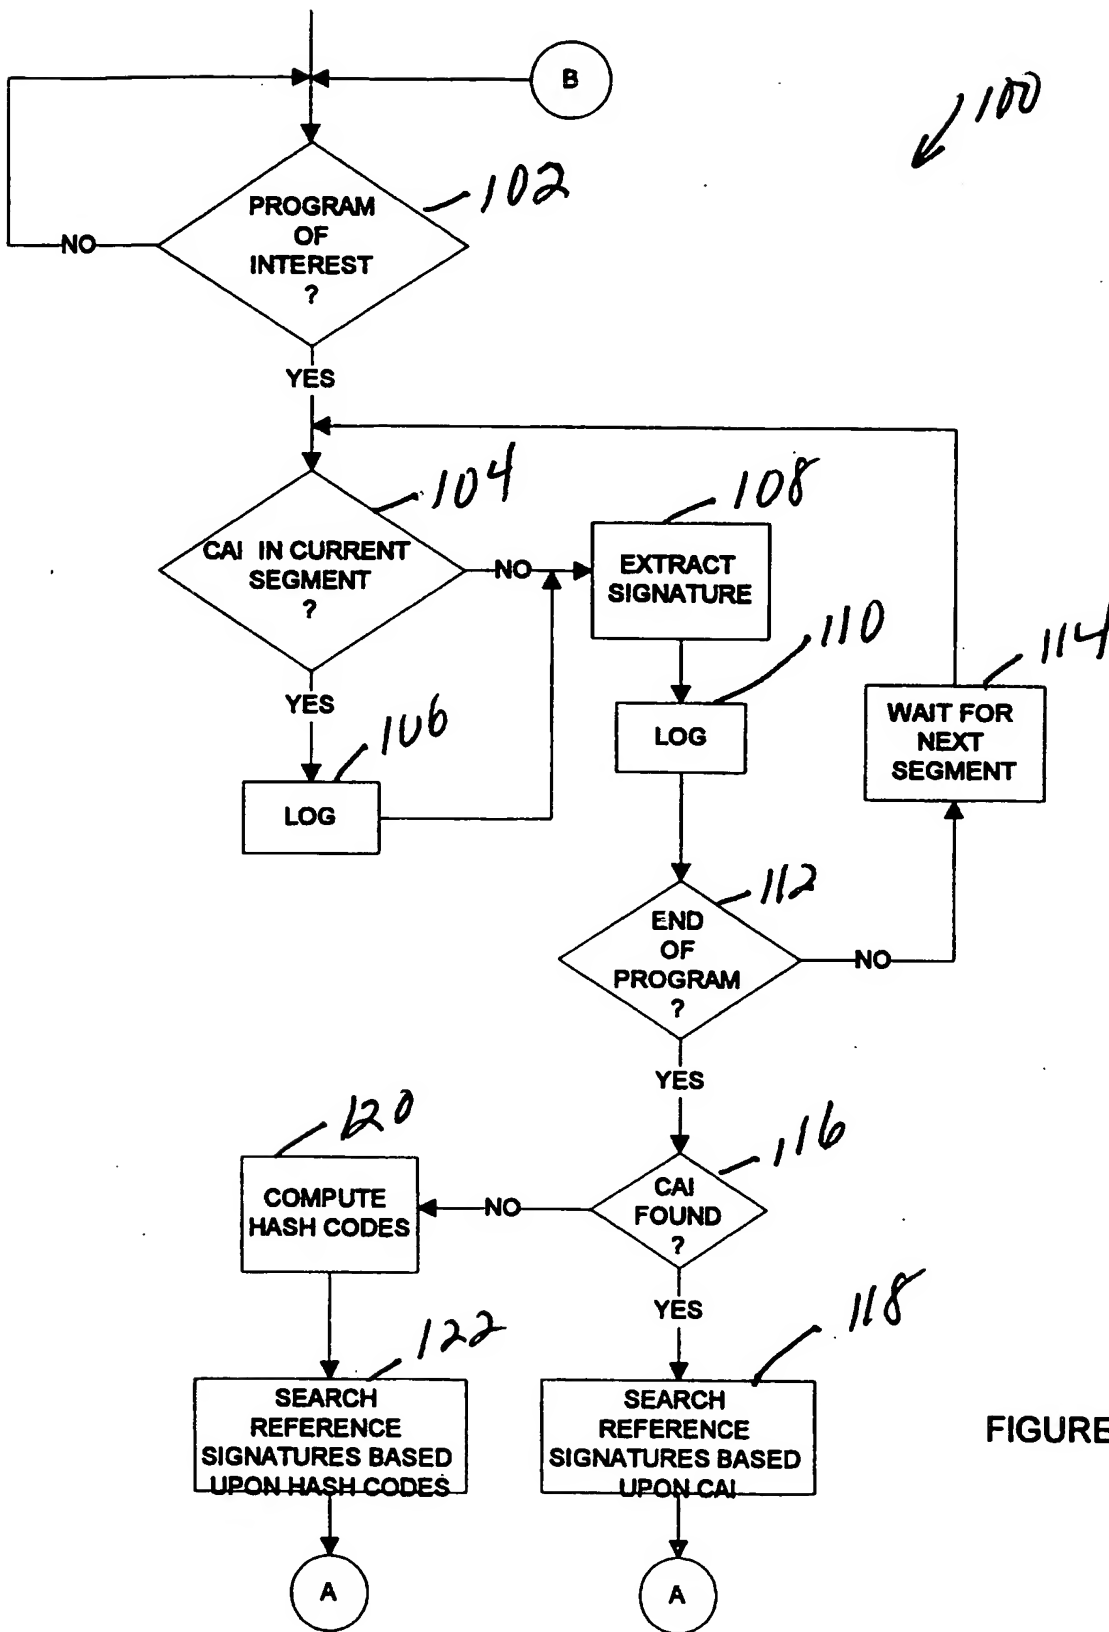 B
100
PROGRAM
OF
INTEREST
?
102
NO
YES
CAI IN CURRENT
SEGMENT
?
104
NO
EXTRACT
SIGNATURE
108
YES
LOG
106
LOG
110
WAIT FOR
NEXT
SEGMENT
114
END
OF
PROGRAM
?
112
NO
YES
CAI
FOUND
?
116
NO
COMPUTE
HASH CODES
120
YES
SEARCH
REFERENCE
SIGNATURES BASED
UPON HASH CODES
122
SEARCH
REFERENCE
SIGNATURES BASED
UPON CAI
118
FIGURE
A
A